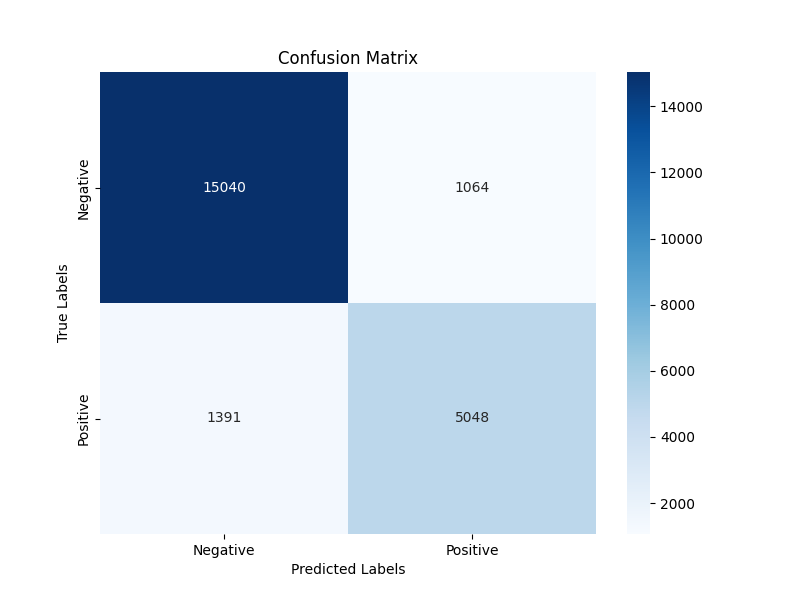 Confusion Matrix
True Labels
Negative
Positive
15040
1064
1391
5048
Negative
Positive
Predicted Labels
14000
12000
10000
8000
6000
4000
2000